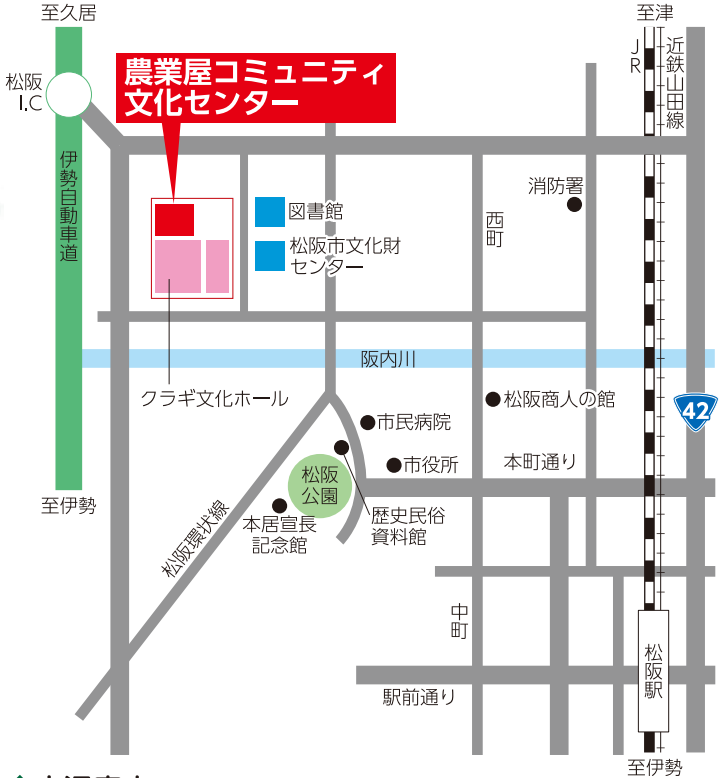 至久居
至津
松阪
I.C
農業屋コミュニティ
文化センター
JR
近鉄山田線
伊勢自動車道
図書館
松阪市文化財
センター
西町
消防署
阪内川
クラギ文化ホール
松阪商人の館
42
市民病院
市役所
本町通り
松阪
公園
至伊勢
本居宣長
記念館
歴史民俗
資料館
松阪環状線
中町
松阪駅
駅前通り
至伊勢